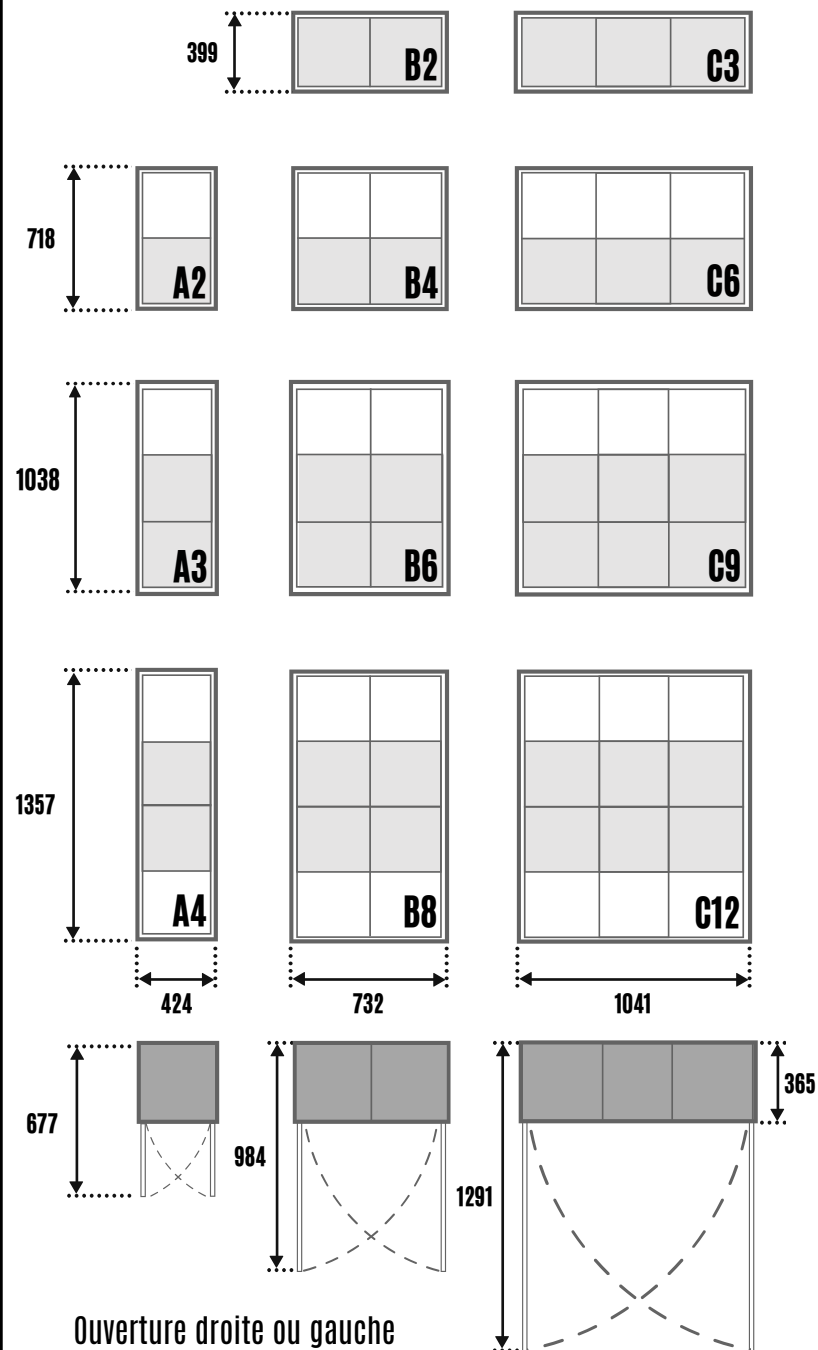 399
B2
C3
718
A2
B4
C6
1038
A3
B6
C9
1357
A4
B8
C12
424
732
1041
677
984
1291
365
Ouverture droite ou gauche